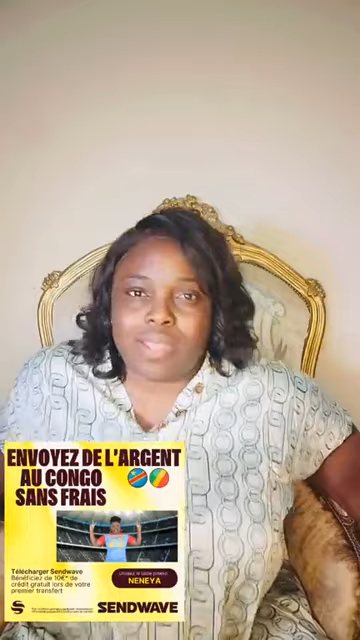 ENVOYEZ DE L'ARGENT
AU CONGO
SANS FRAIS
Télécharger Sendwave
Bénéficiez de 10€* de
crédit gratuit lors de votre
premier transfert
NENEYA
SENDWAVE